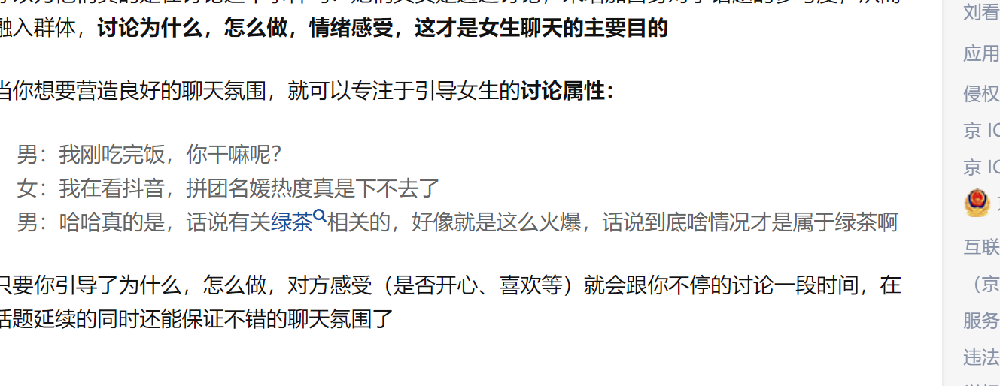 融入群体，讨论为什么，怎么做，情绪感受，这才是女生聊天的主要目的
当你想要营造良好的聊天氛围，就可以专注于引导女生的讨论属性：
男：我刚吃完饭，你干嘛呢？
女：我在看抖音，拼团名媛热度真是下不去了
男：哈哈真的是，话说有关绿茶相关的，好像就是这么火爆，话说到底啥情况才是属于绿茶啊
只要你引导了为什么，怎么做，对方感受（是否开心、喜欢等）就会跟你不停的讨论一段时间，在
话题延续的同时还能保证不错的聊天氛围了
刘看
应用
侵权
京 IC
京 IC
互联
（京
服务
违法